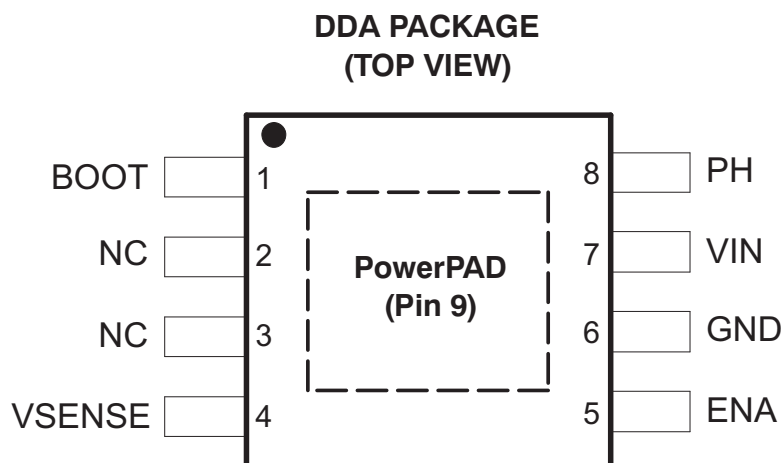 DDA PACKAGE
(TOP VIEW)
BOOT 1 8 PH
NC 2 7 VIN
PowerPAD
(Pin 9)
NC 3 6 GND
VSENSE 4 5 ENA